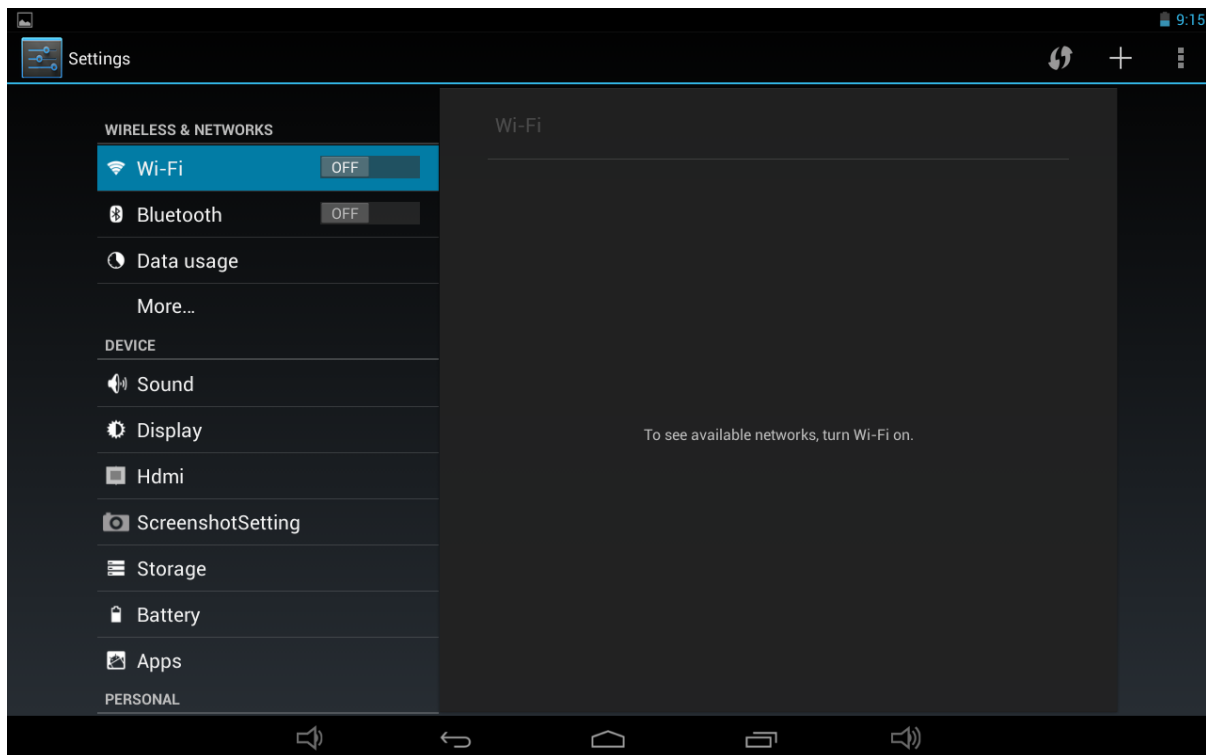 9:15
Settings
WIRELESS & NETWORKS
Wi-Fi OFF
Bluetooth OFF
Data usage
More...
DEVICE
Sound
Display
Hdmi
ScreenshotSetting
Storage
Battery
Apps
PERSONAL
Wi-Fi
To see available networks, turn Wi-Fi on.